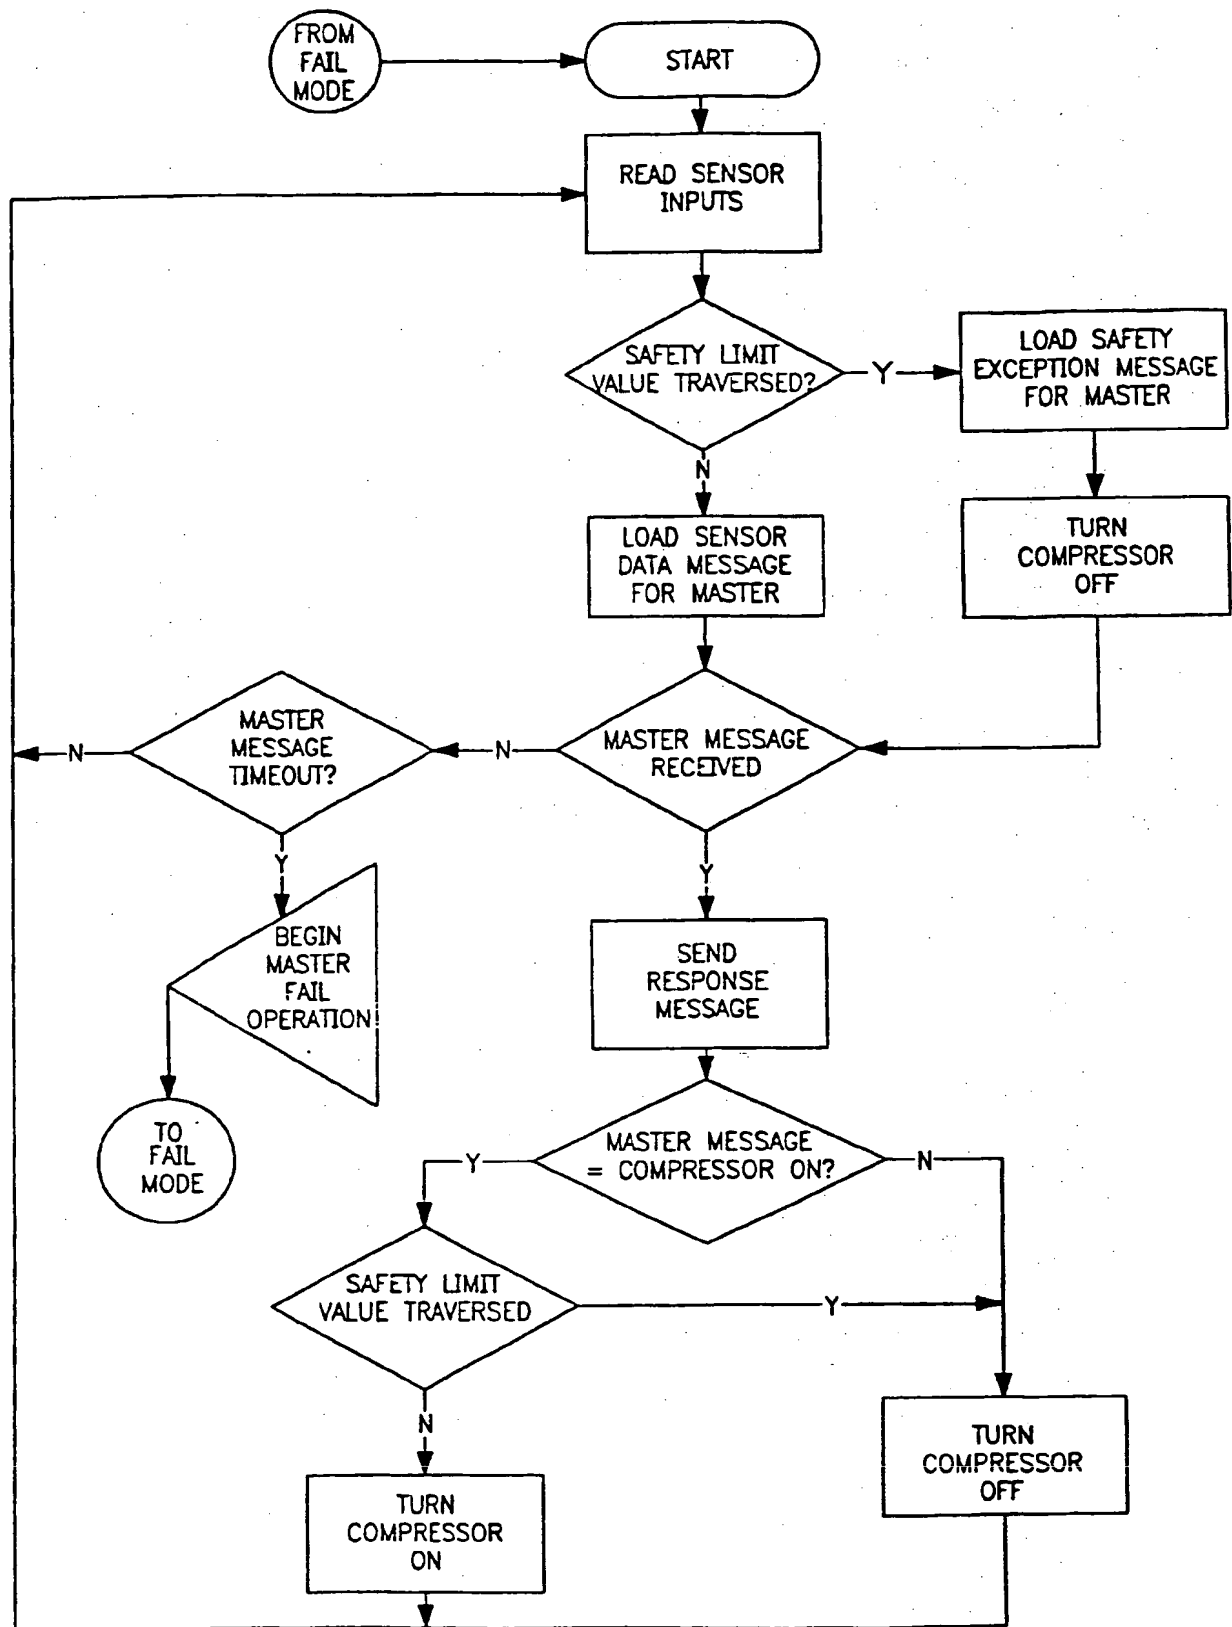 FROM
FAIL
MODE
START
READ SENSOR
INPUTS
SAFETY LIMIT
VALUE TRAVERSED?
Y
LOAD SAFETY
EXCEPTION MESSAGE
FOR MASTER
N
LOAD SENSOR
DATA MESSAGE
FOR MASTER
TURN
COMPRESSOR
OFF
MASTER MESSAGE
RECEIVED
N
MASTER
MESSAGE
TIMEOUT?
N
Y
Y
BEGIN
MASTER
FAIL
OPERATION
SEND
RESPONSE
MESSAGE
TO
FAIL
MODE
MASTER MESSAGE
= COMPRESSOR ON?
Y
N
SAFETY LIMIT
VALUE TRAVERSED
Y
N
TURN
COMPRESSOR
OFF
TURN
COMPRESSOR
ON